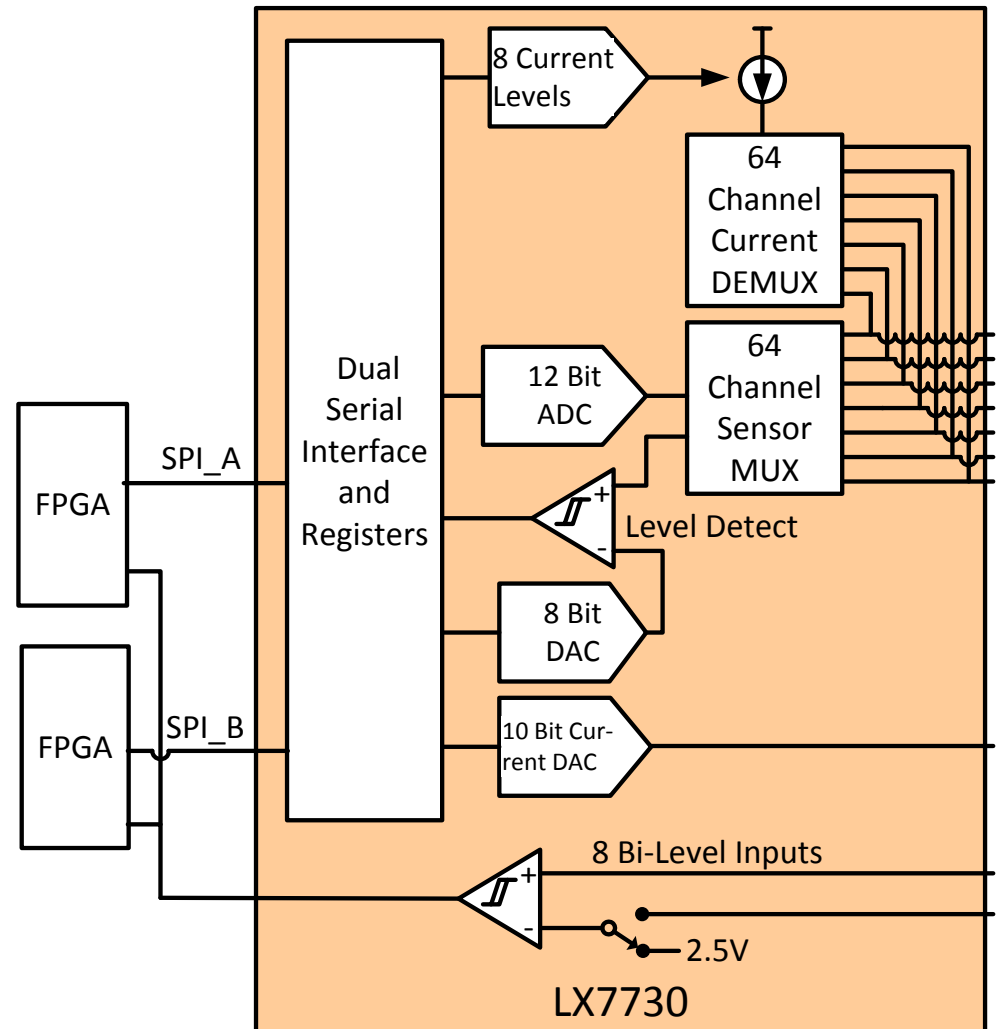 8 Current
Levels
64
Channel
Current
DEMUX
64
Channel
Sensor
MUX
12 Bit
ADC
Dual
Serial
Interface
and
Registers
FPGA
SPI_A
+
-
Level Detect
8 Bit
DAC
FPGA
SPI_B
10 Bit Cur-
rent DAC
8 Bi-Level Inputs
+
-
2.5V
LX7730